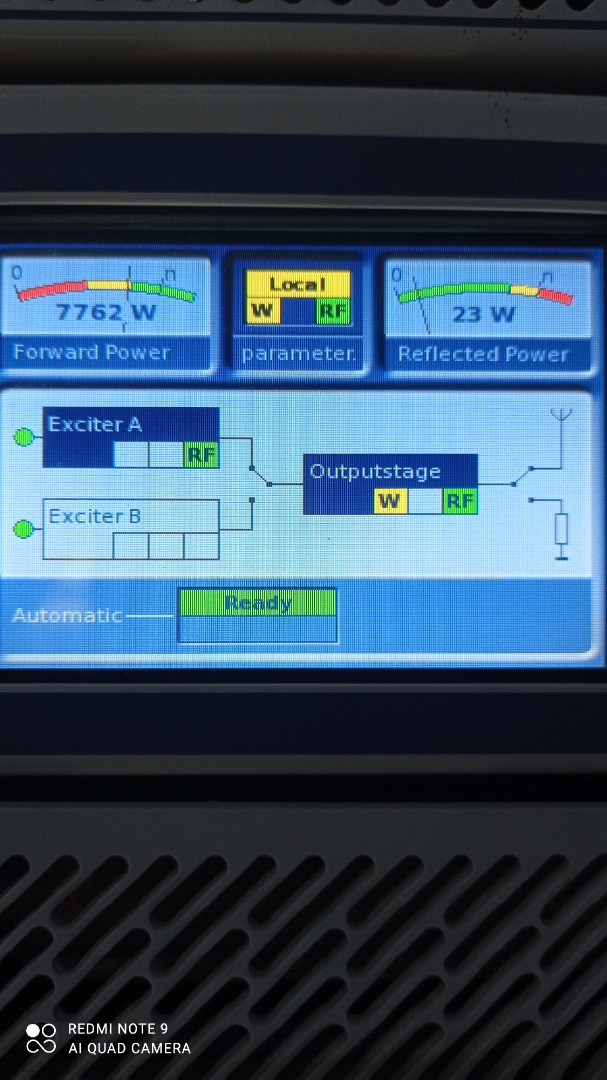 0 n
7762 W
Forward Power
Local
W RF
parameter.
0 n
23 W
Reflected Power
Exciter A
RF
Outputstage
W RF
Exciter B
Automatic
Ready
REDMI NOTE 9
AI QUAD CAMERA